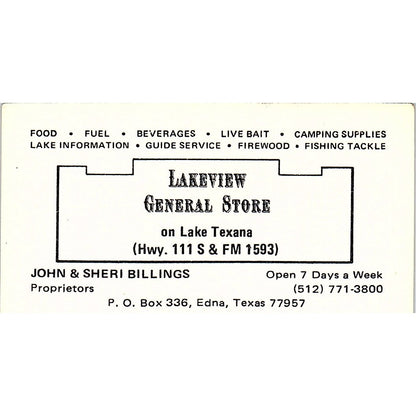 FOOD • FUEL • BEVERAGES • LIVE BAIT • CAMPING SUPPLIES
LAKE INFORMATION • GUIDE SERVICE • FIREWOOD • FISHING TACKLE
LAKEVIEW
GENERAL STORE
on Lake Texana
(Hwy. 111 S & FM 1593)
JOHN & SHERI BILLINGS Open 7 Days a Week
Proprietors (512) 771-3800
P. O. Box 336, Edna, Texas 77957